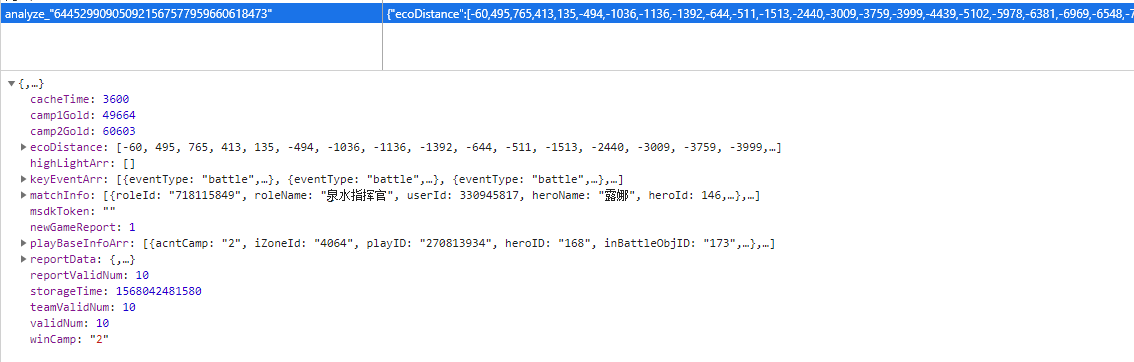 analyze_"6445299090509215675779596606​18473"
{"ecoDistance":[-60,495,765,413,135,-494,-1036,-1136,-1392,-644,-511,-1513,-2440,-3009,-3759,-3999,-4439,-5102,-5978,-6381,-6969,-6548,-7
{,…}
cacheTime: 3600
camp1Gold: 49664
camp2Gold: 60603
ecoDistance: [-60, 495, 765, 413, 135, -494, -1036, -1136, -1392, -644, -511, -1513, -2440, -3009, -3759, -3999,…]
highLightArr: []
keyEventArr: [{eventType: "battle",…}, {eventType: "battle",…}, {eventType: "battle",…},…]
matchInfo: [{roleId: "718115849", roleName: "泉水指挥官", userId: 330945817, heroName: "露娜", heroId: 146,…},…]
msdkToken: ""
newGameReport: 1
playBaseInfoArr: [{acntCamp: "2", iZoneId: "4064", playID: "270813934", heroID: "168", inBattleObjID: "173",…},…]
reportData: {,…}
reportValidNum: 10
storageTime: 1568042481580
teamValidNum: 10
validNum: 10
winCamp: "2"